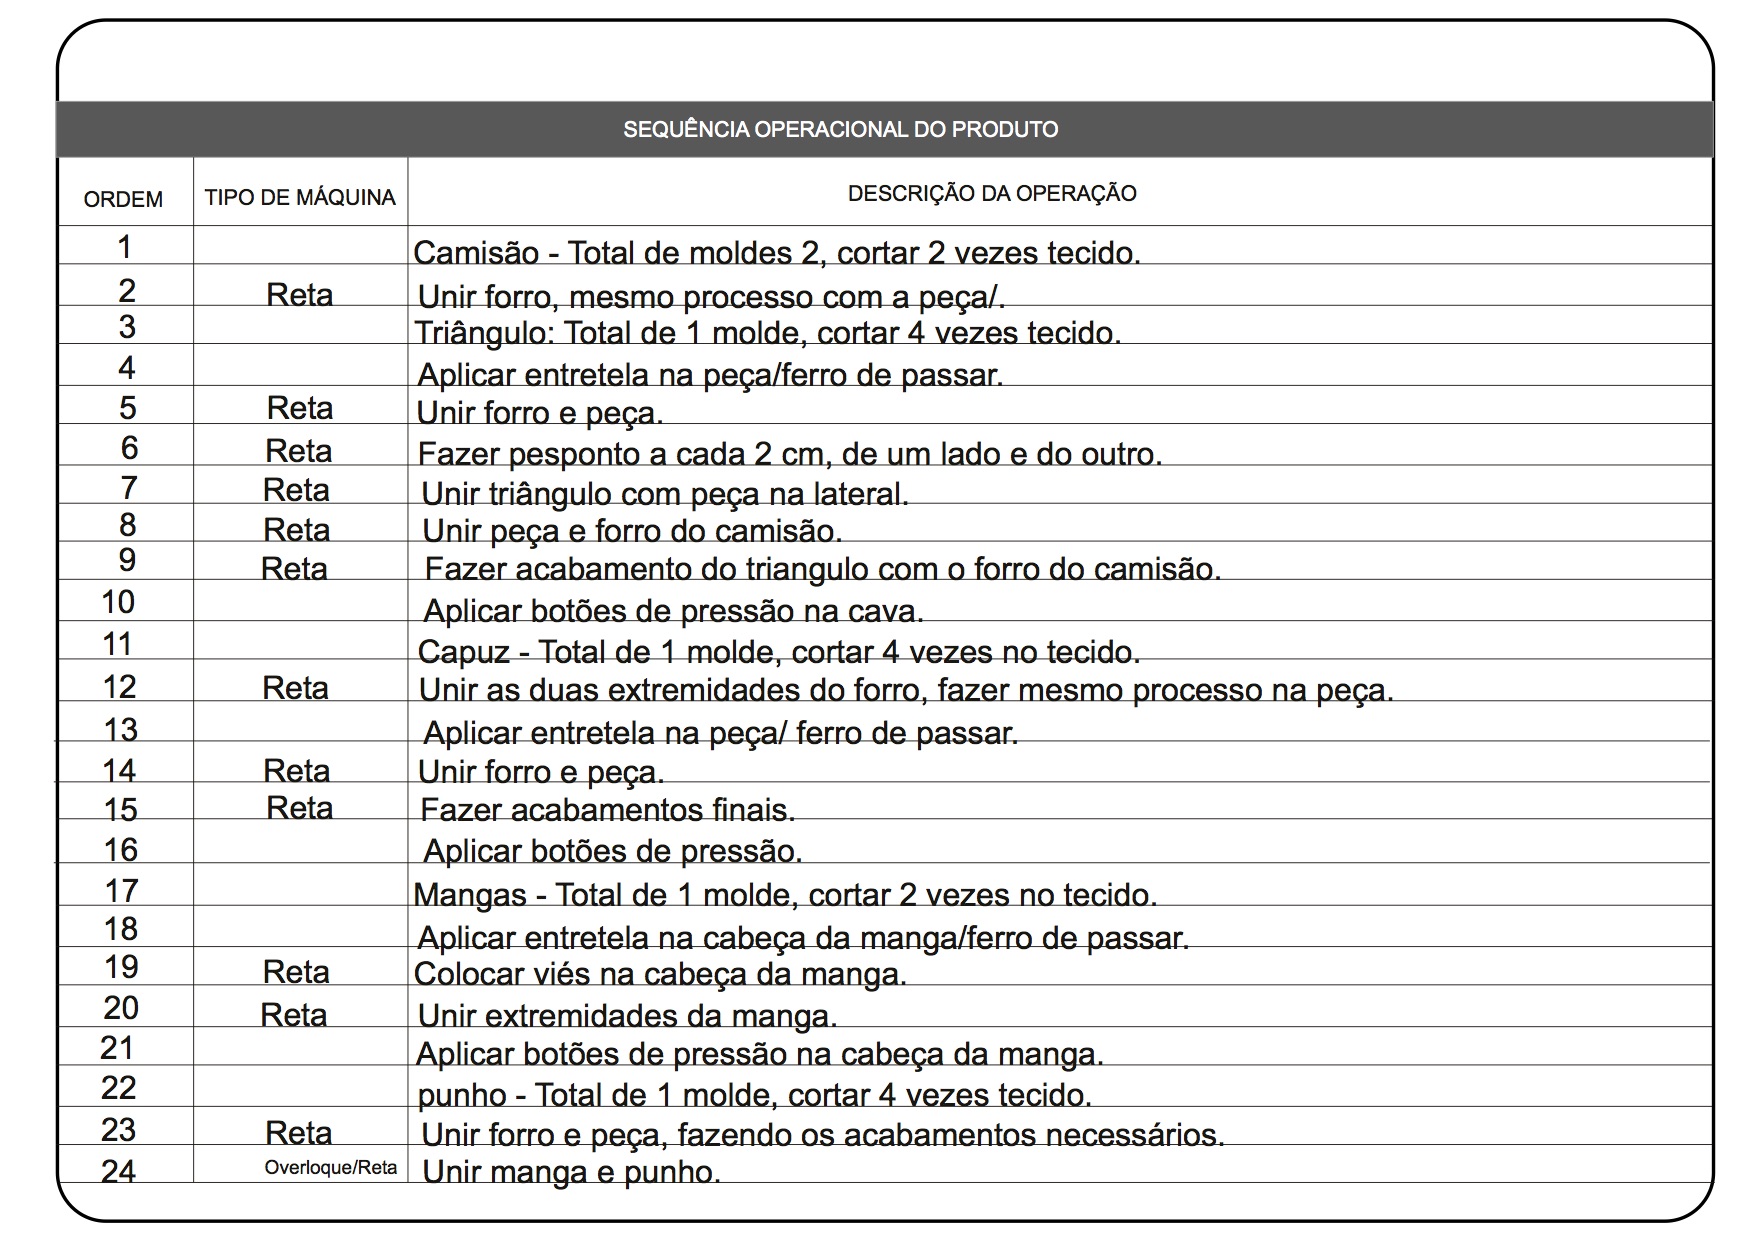 SEQUÊNCIA OPERACIONAL DO PRODUTO
ORDEM TIPO DE MÁQUINA DESCRIÇÃO DA OPERAÇÃO
1 Camisão - Total de moldes 2, cortar 2 vezes tecido.
2 Reta Unir forro, mesmo processo com a peça/.
3 Triângulo: Total de 1 molde, cortar 4 vezes tecido.
4 Aplicar entretela na peça/ferro de passar.
5 Reta Unir forro e peça.
6 Reta Fazer pesponto a cada 2 cm, de um lado e do outro.
7 Reta Unir triângulo com peça na lateral.
8 Reta Unir peça e forro do camisão.
9 Reta Fazer acabamento do triangulo com o forro do camisão.
10 Aplicar botões de pressão na cava.
11 Capuz - Total de 1 molde, cortar 4 vezes no tecido.
12 Reta Unir as duas extremidades do forro, fazer mesmo processo na peça.
13 Aplicar entretela na peça/ ferro de passar.
14 Reta Unir forro e peça.
15 Reta Fazer acabamentos finais.
16 Aplicar botões de pressão.
17 Mangas - Total de 1 molde, cortar 2 vezes no tecido.
18 Aplicar entretela na cabeça da manga/ferro de passar.
19 Reta Colocar viés na cabeça da manga.
20 Reta Unir extremidades da manga.
21 Aplicar botões de pressão na cabeça da manga.
22 punho - Total de 1 molde, cortar 4 vezes tecido.
23 Reta Unir forro e peça, fazendo os acabamentos necessários.
24 Overloque/Reta Unir manga e punho.